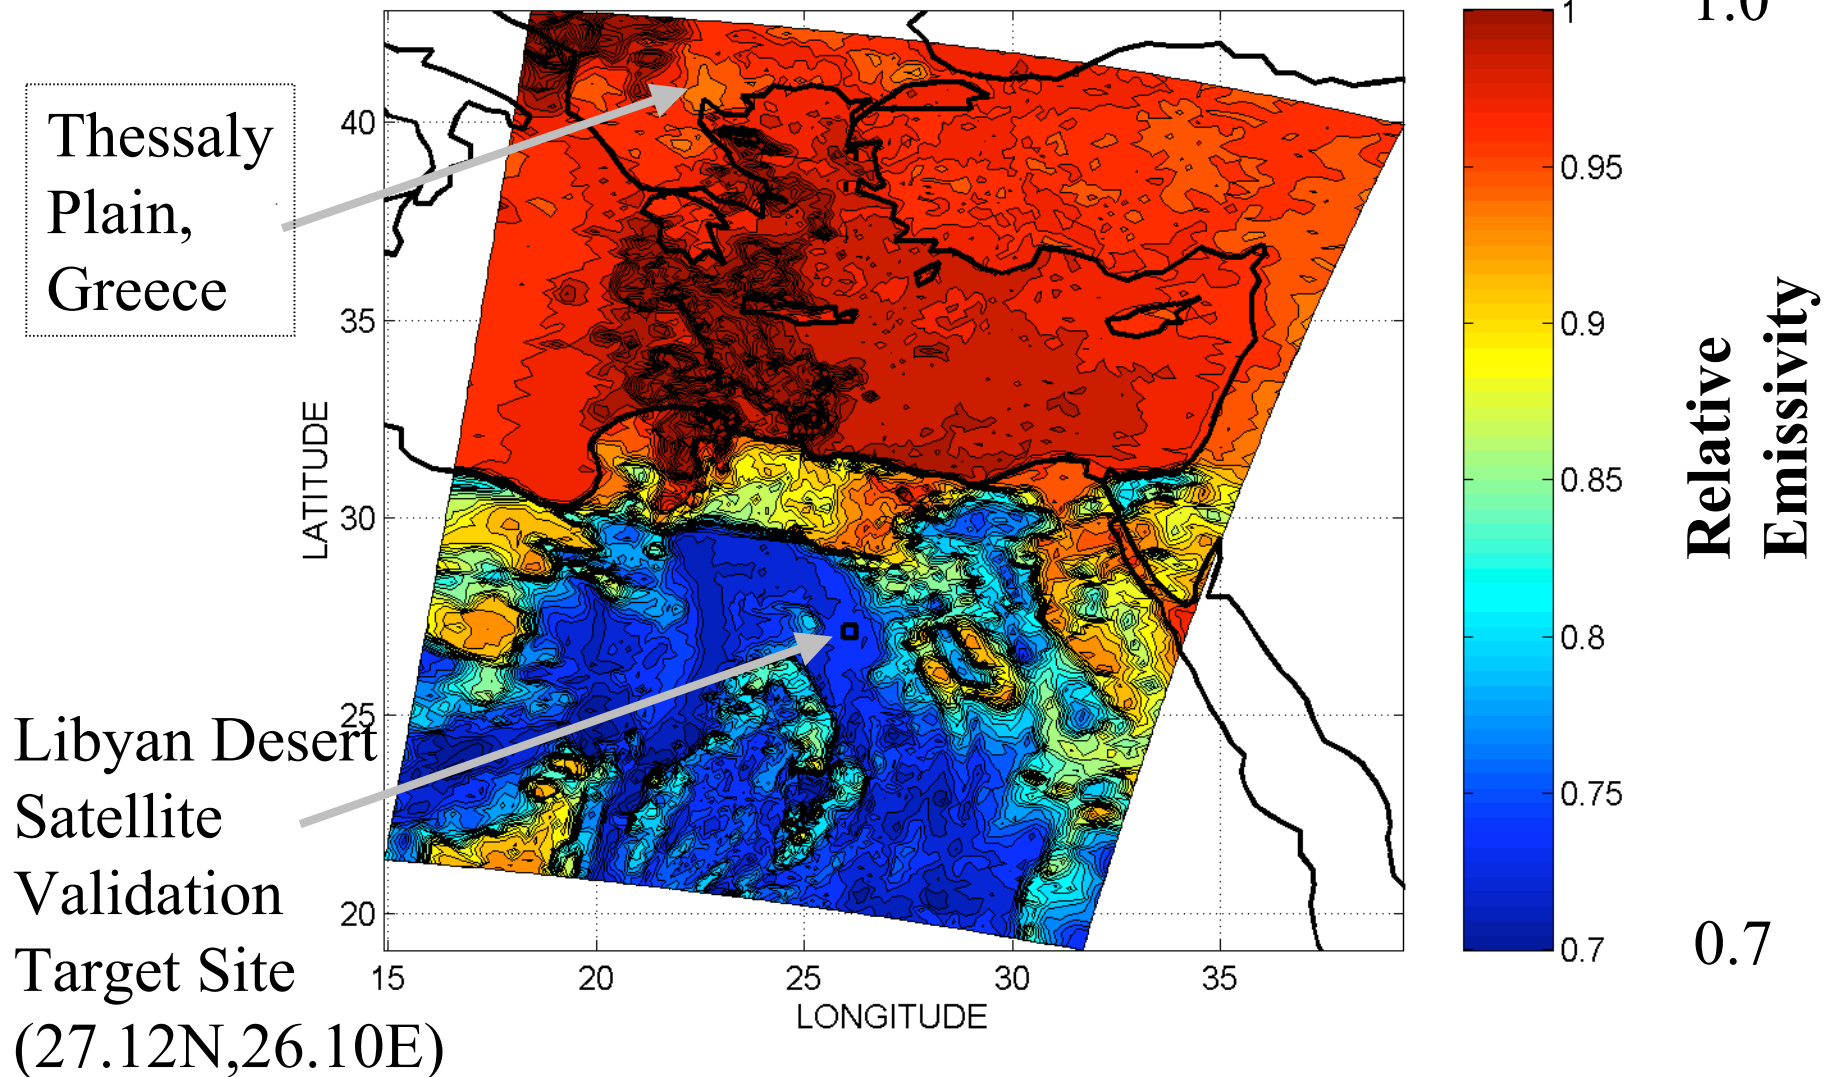 Thessaly
Plain,
Greece
Libyan Desert
Satellite
Validation
Target Site
(27.12N,26.10E)
LATITUDE
40
35
30
25
20
15
20
25
30
35
LONGITUDE
1
0.95
0.9
0.85
0.8
0.75
0.7
1.0
Relative
Emissivity
0.7